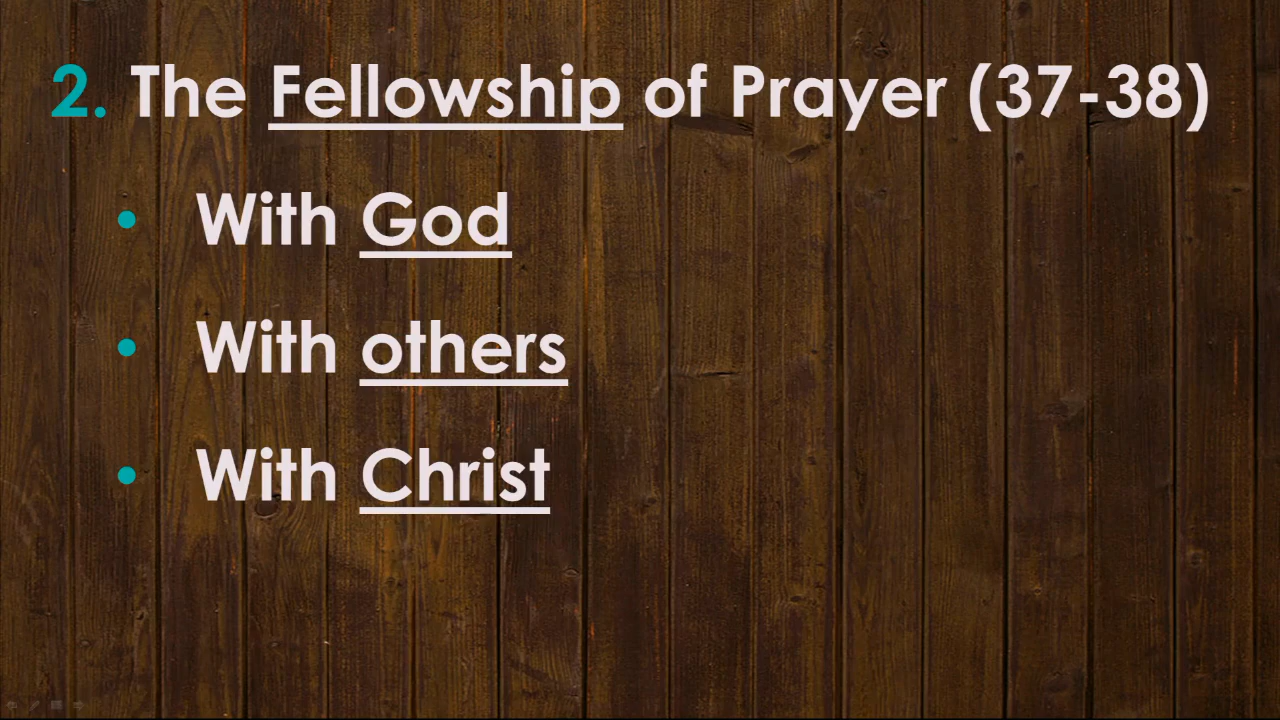 2. The Fellowship of Prayer (37-38)
• With God
• With others
• With Christ